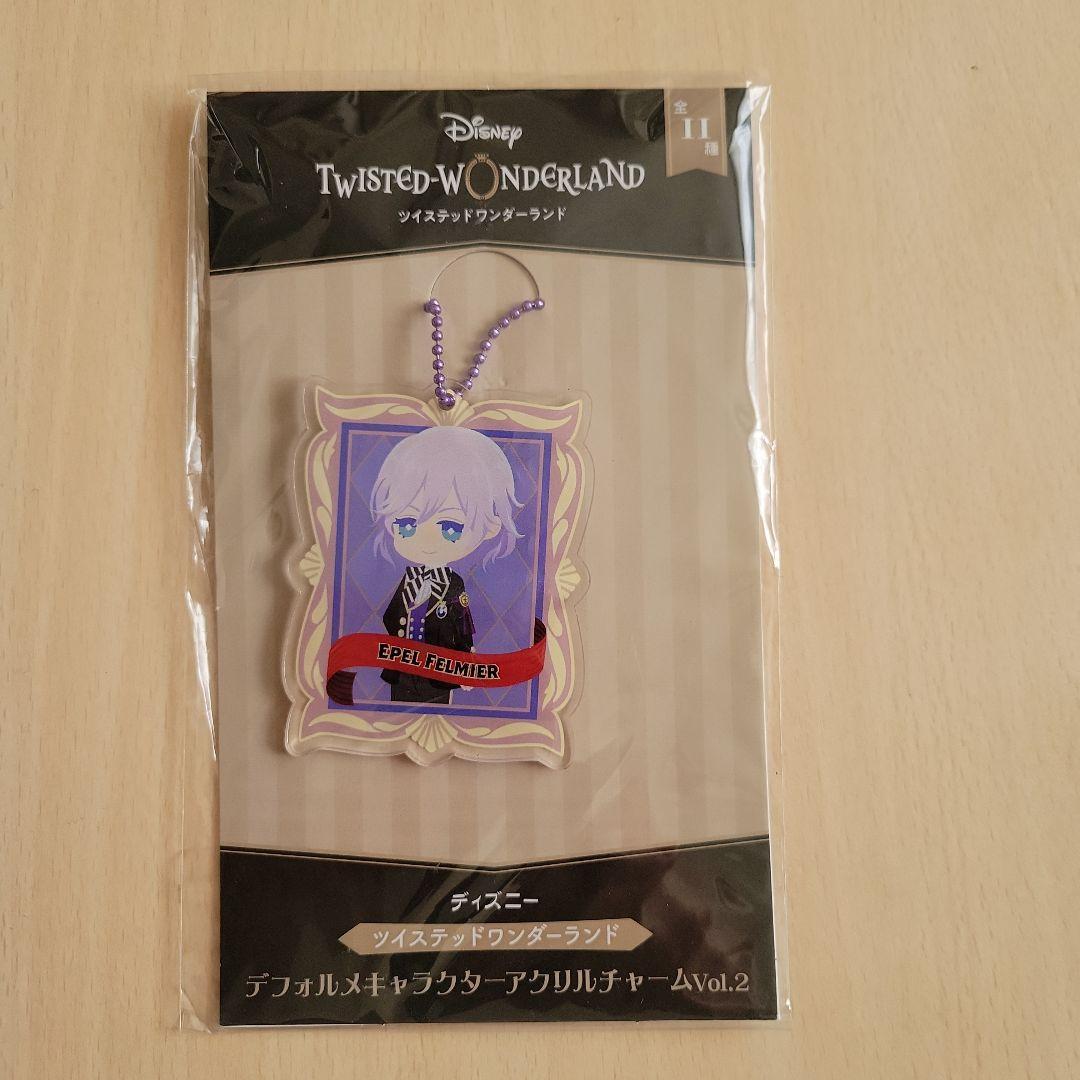 Disney
TWISTED-WONDERLAND
ツイステッドワンダーランド
全
11
種
EPEL FELMIER
ディズニー
ツイステッドワンダーランド
デフォルメキャラクターアクリルチャームVol.2